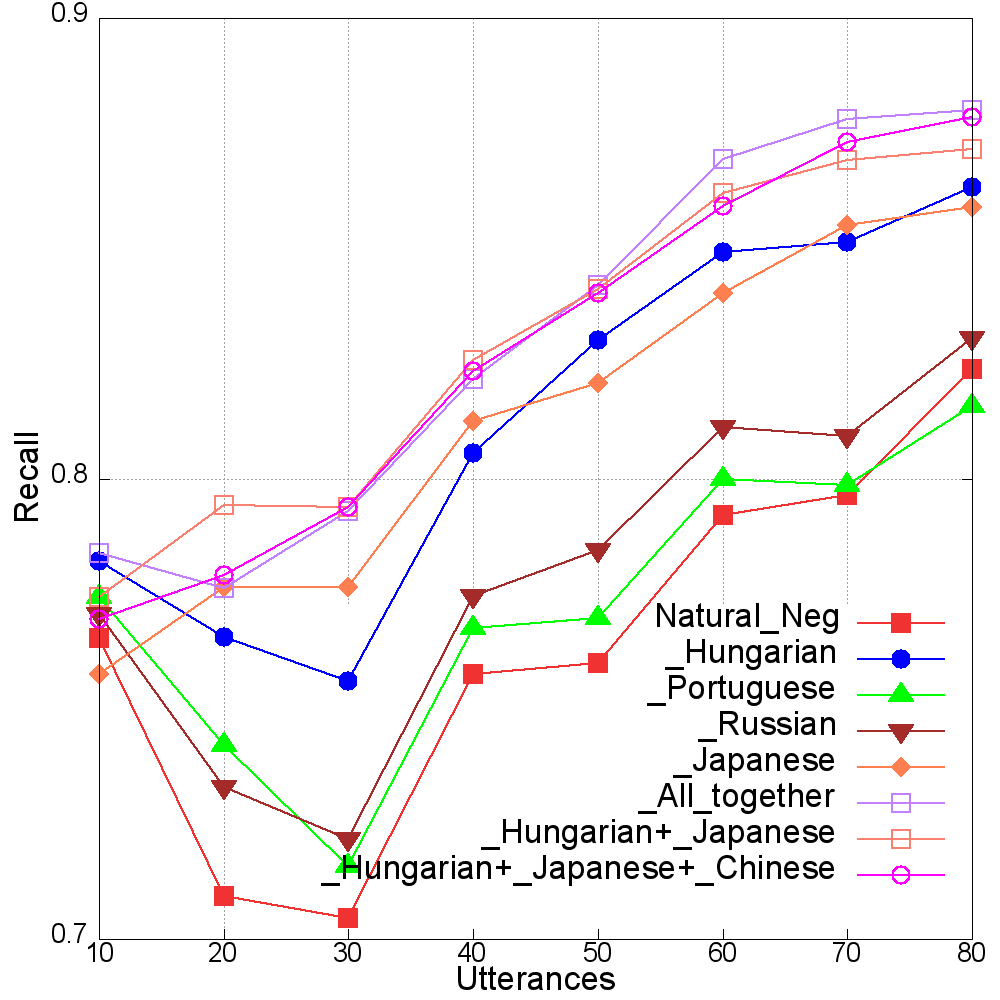 0.9
0.8
0.7
Recall
Natural_Neg
_Hungarian
_Portuguese
_Russian
_Japanese
_All_together
_Hungarian+_Japanese
_Hungarian+_Japanese+_Chinese
10 20 30 40 50 60 70 80
Utterances